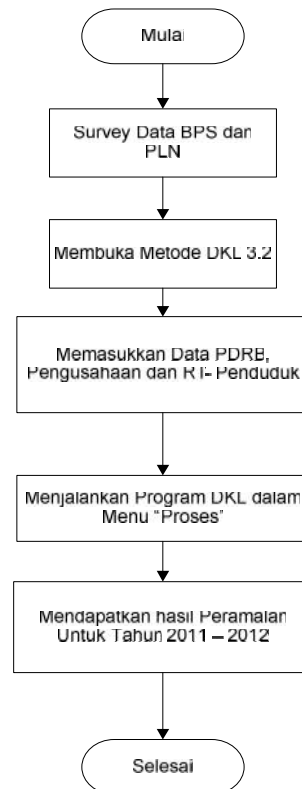 Mulai
Survey Data BPS dan
PLN
Membuka Metode DKL 3.2
Memasukkan Data PDRB,
Pengusahaan dan RT- Penduduk
Menjalankan Program DKL dalam
Menu “Proses”
Mendapatkan hasil Peramalan
Untuk Tahun 2011 – 2012
Selesai